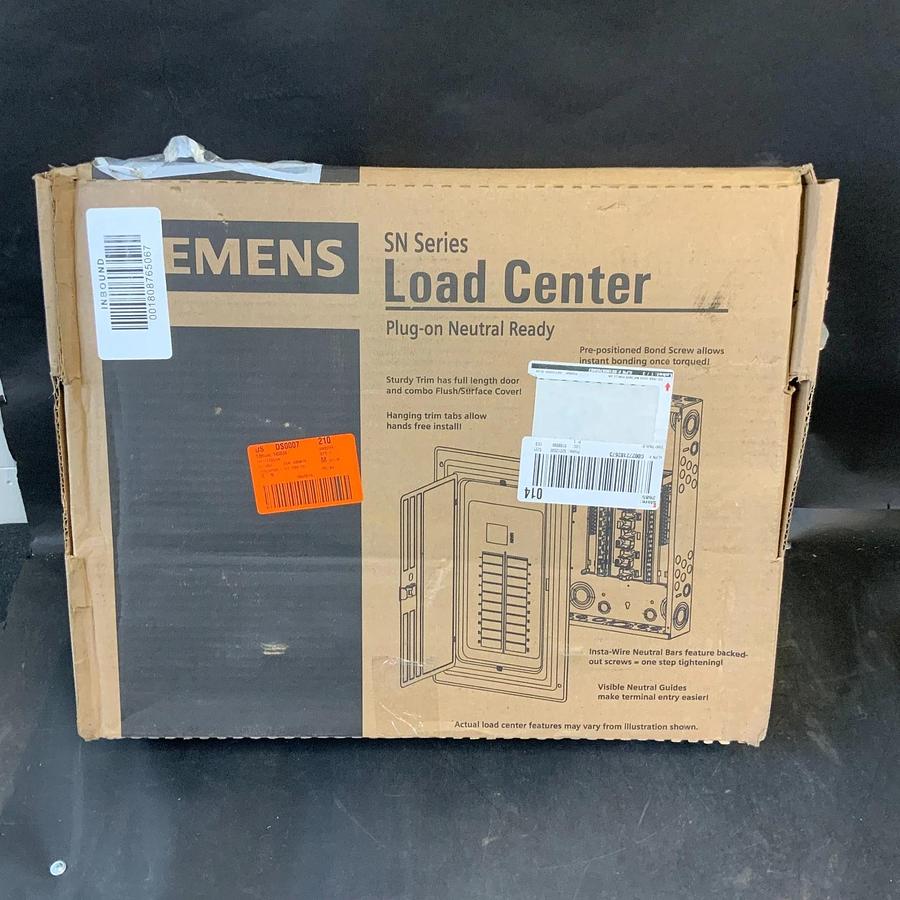 EMENS
SN Series
Load Center
Plug-on Neutral Ready
Pre-positioned Bond Screw allows
instant bonding once torqued!
Sturdy Trim has full length door
and combo Flush/Surface Cover!
Hanging trim tabs allow
hands free install!
INBOUND
001808765067
US DS0007 210
014
Insta-Wire Neutral Bars feature backed-
out screws = one step tightening!
Visible Neutral Guides
make terminal entry easier!
Actual load center features may vary from illustration shown.